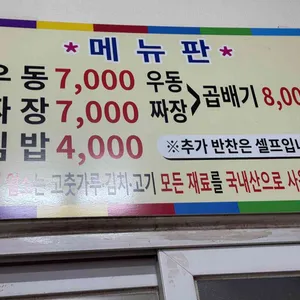 *메뉴판*
우동 7,000 우동
짜장 7,000 짜장 > 곱배기 8,00
김밥 4,000 ※추가 반찬은 셀프입니
는 고춧가루 김치 고기 모든 재료를 국내산으로 사용